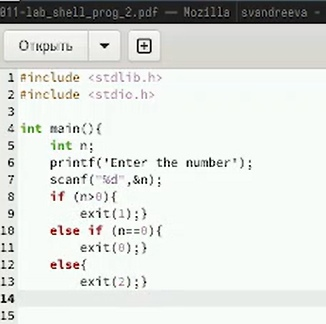 811-lab_shell_prog_2.pdf — Mozilla
svandreeva —
Открыть
1 #include <stdlib.h>
2 #include <stdio.h>
3
4 int main(){
5 int n;
6 printf('Enter the number');
7 scanf("%d",&n);
8 if (n>0){
9 exit(1);}
10 else if (n==0){
11 exit(0);}
12 else{
13 exit(2);}
14
15